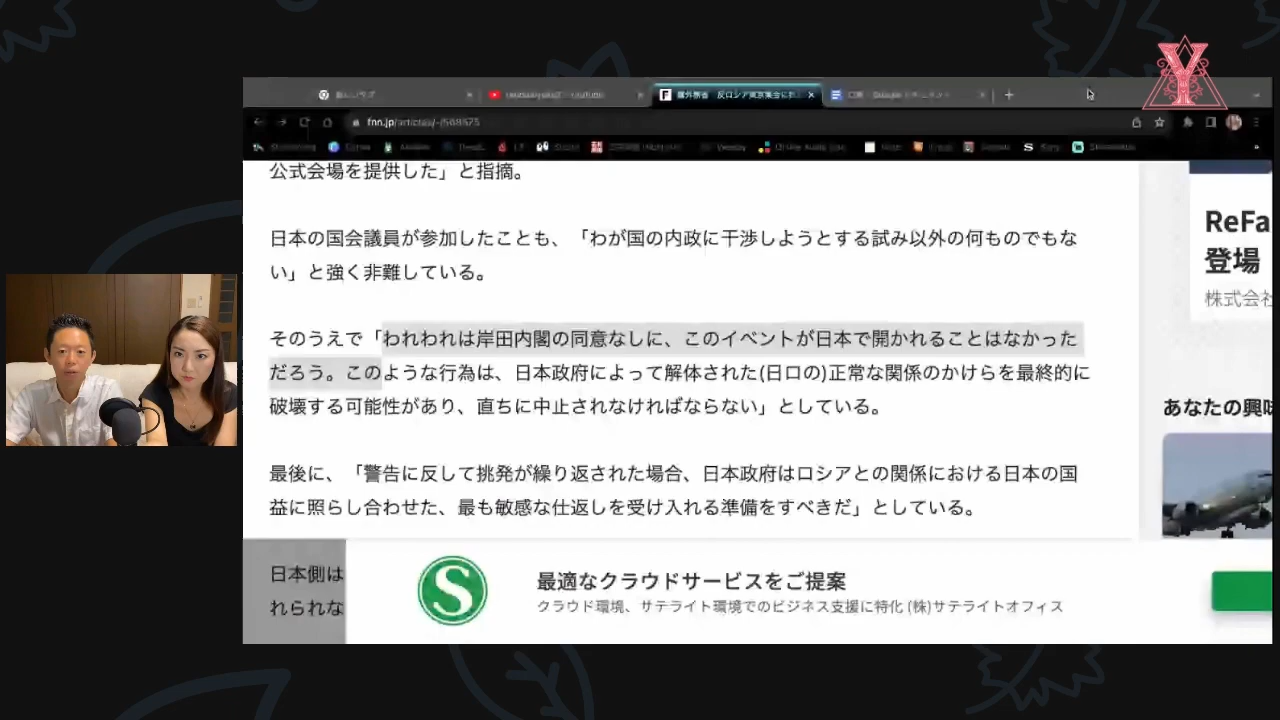 Y
fnn.jp/articles/-/568575
公式会場を提供した」と指摘。
日本の国会議員が参加したことも、「わが国の内政に干渉しようとする試み以外の何ものでもな
い」と強く非難している。
そのうえで「われわれは岸田内閣の同意なしに、このイベントが日本で開かれることはなかった
だろう。このような行為は、日本政府によって解体された(日ロの)正常な関係のかけらを最終的に
破壊する可能性があり、直ちに中止されなければならない」としている。
最後に、「警告に反して挑発が繰り返された場合、日本政府はロシアとの関係における日本の国
益に照らし合わせた、最も敏感な仕返しを受け入れる準備をすべきだ」としている。
日本側は
れられな
ReFa
登場
株式会社
あなたの興味
S
最適なクラウドサービスをご提案
クラウド環境、サテライト環境でのビジネス支援に特化 (株)サテライトオフィス